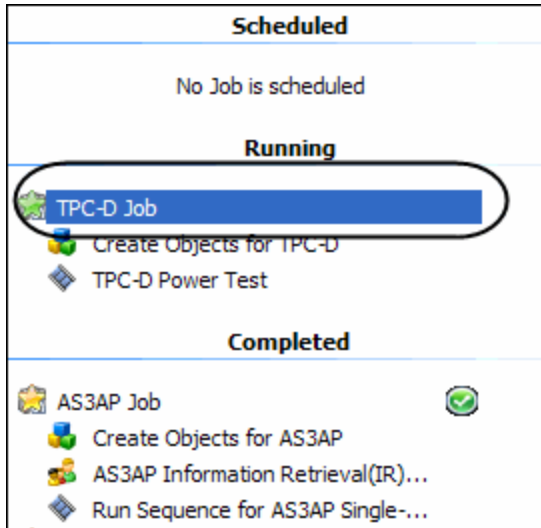 Scheduled
No Job is scheduled
Running
TPC-D Job
Create Objects for TPC-D
TPC-D Power Test
Completed
AS3AP Job
Create Objects for AS3AP
AS3AP Information Retrieval(IR)...
Run Sequence for AS3AP Single-...